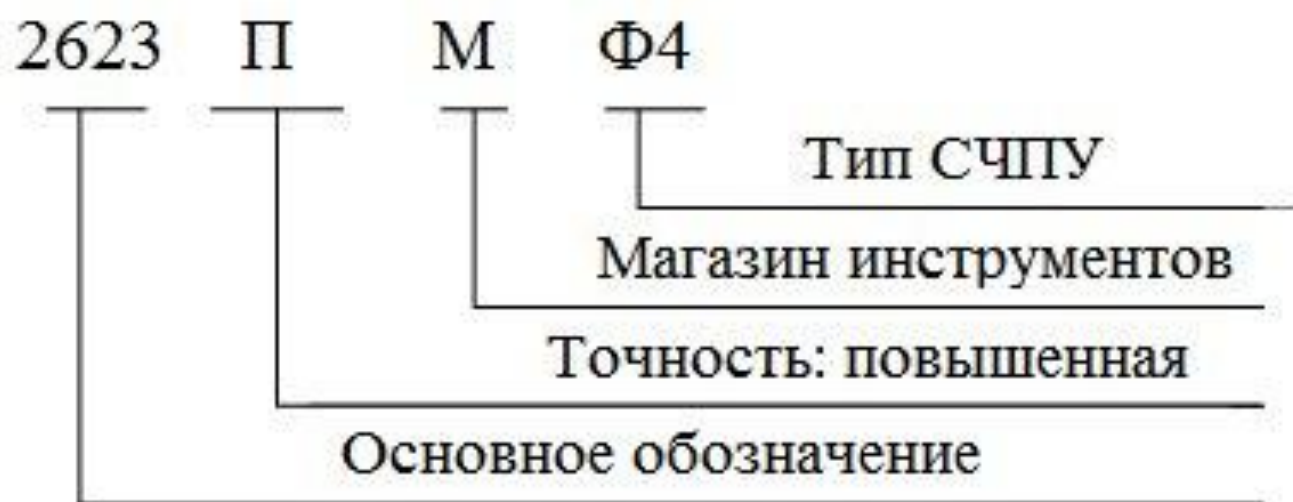 2623 П М Ф4
Тип СЧПУ
Магазин инструментов
Точность: повышенная
Основное обозначение